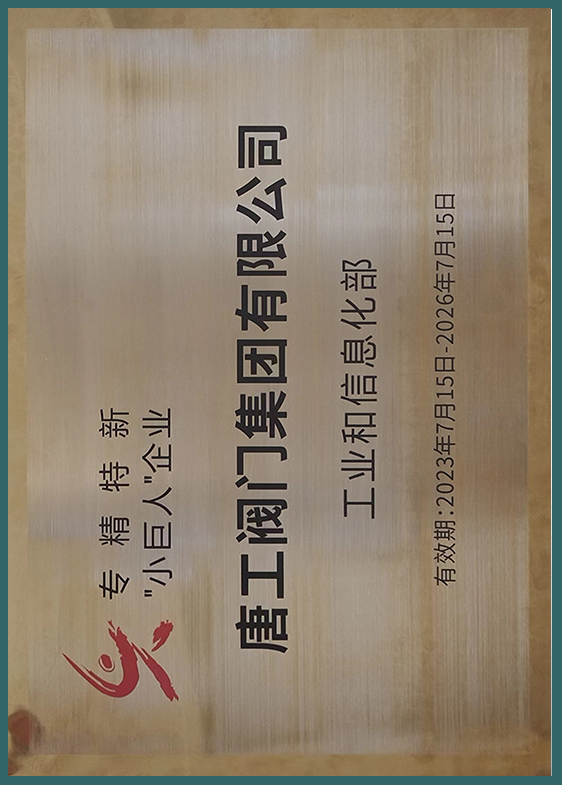 专精特新
"小巨人"企业
唐工阀门集团有限公司
工业和信息化部
有效期:2023年7月15日-2026年7月15日